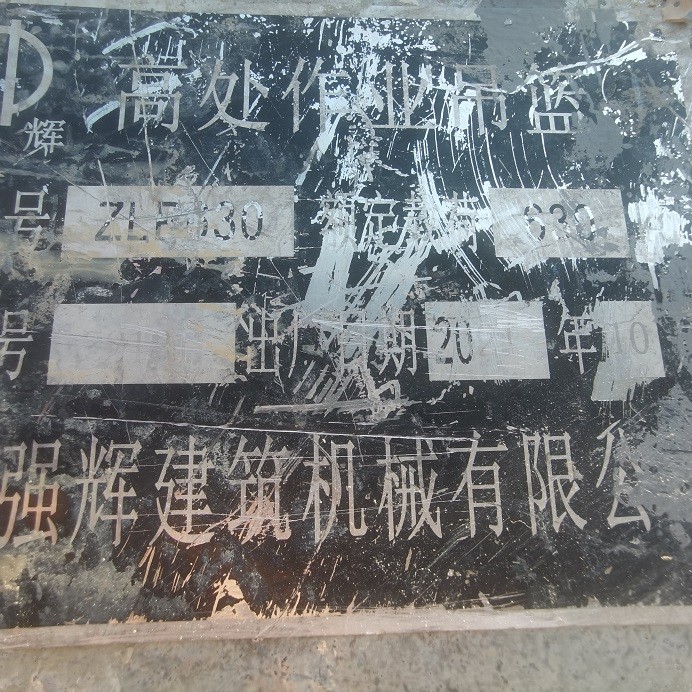 高处作业吊篮
辉
号 ZLP630 额定载荷 630
号 出厂日期 20 年 10
强辉建筑机械有限公